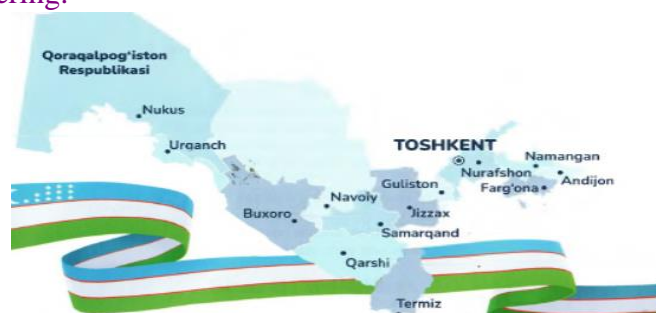 ering:
Qoraqalpog‘iston
Respublikasi
Nukus
Urganch
TOSHKENT
Namangan
Nurafshon
Andijon
Guliston
Farg‘ona
Navoiy
Buxoro
Jizzax
Samarqand
Qarshi
Termiz